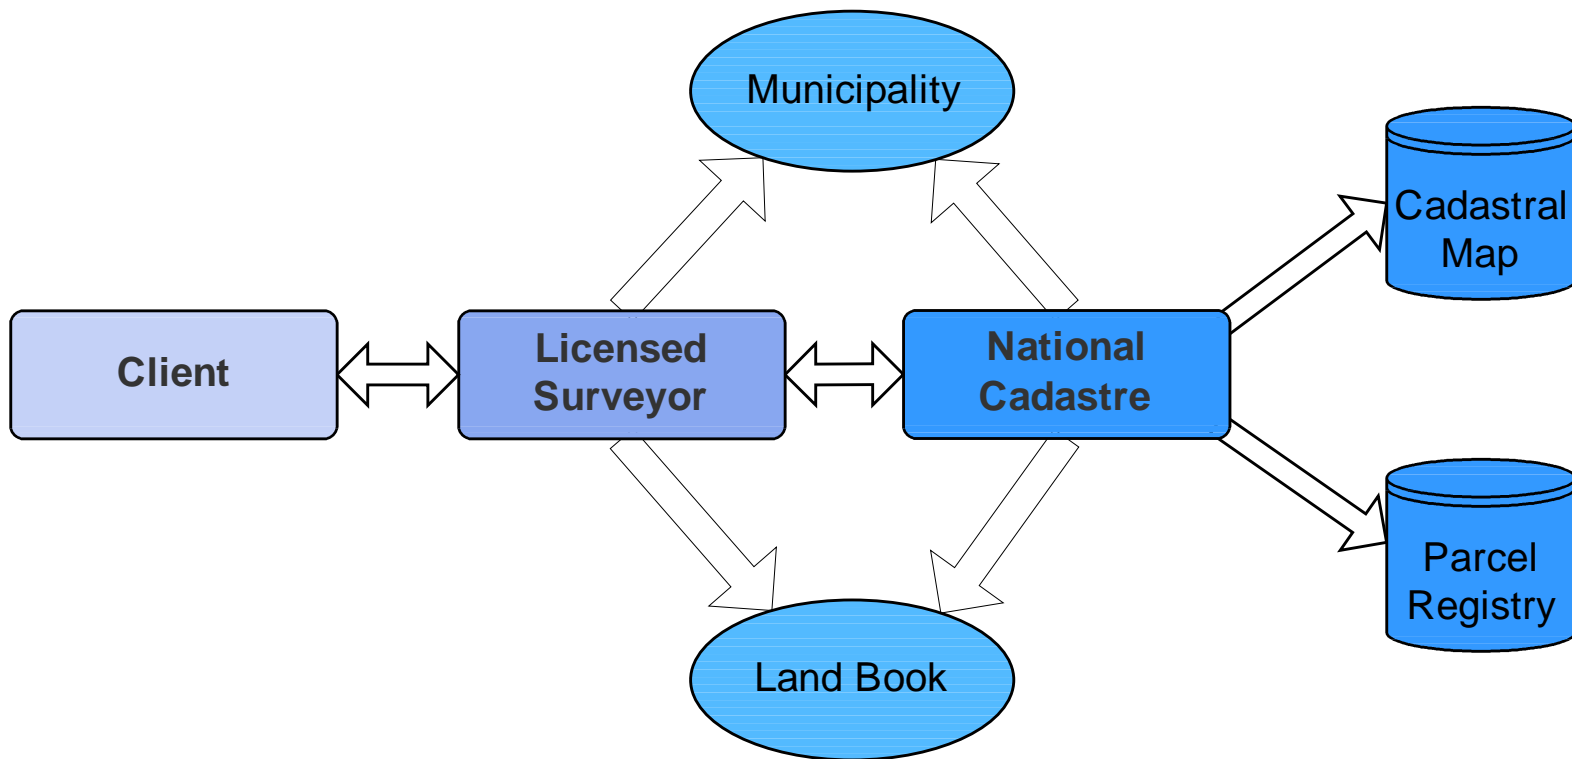 Municipality
Cadastral
Map
Client
Licensed
Surveyor
National
Cadastre
Parcel
Registry
Land Book